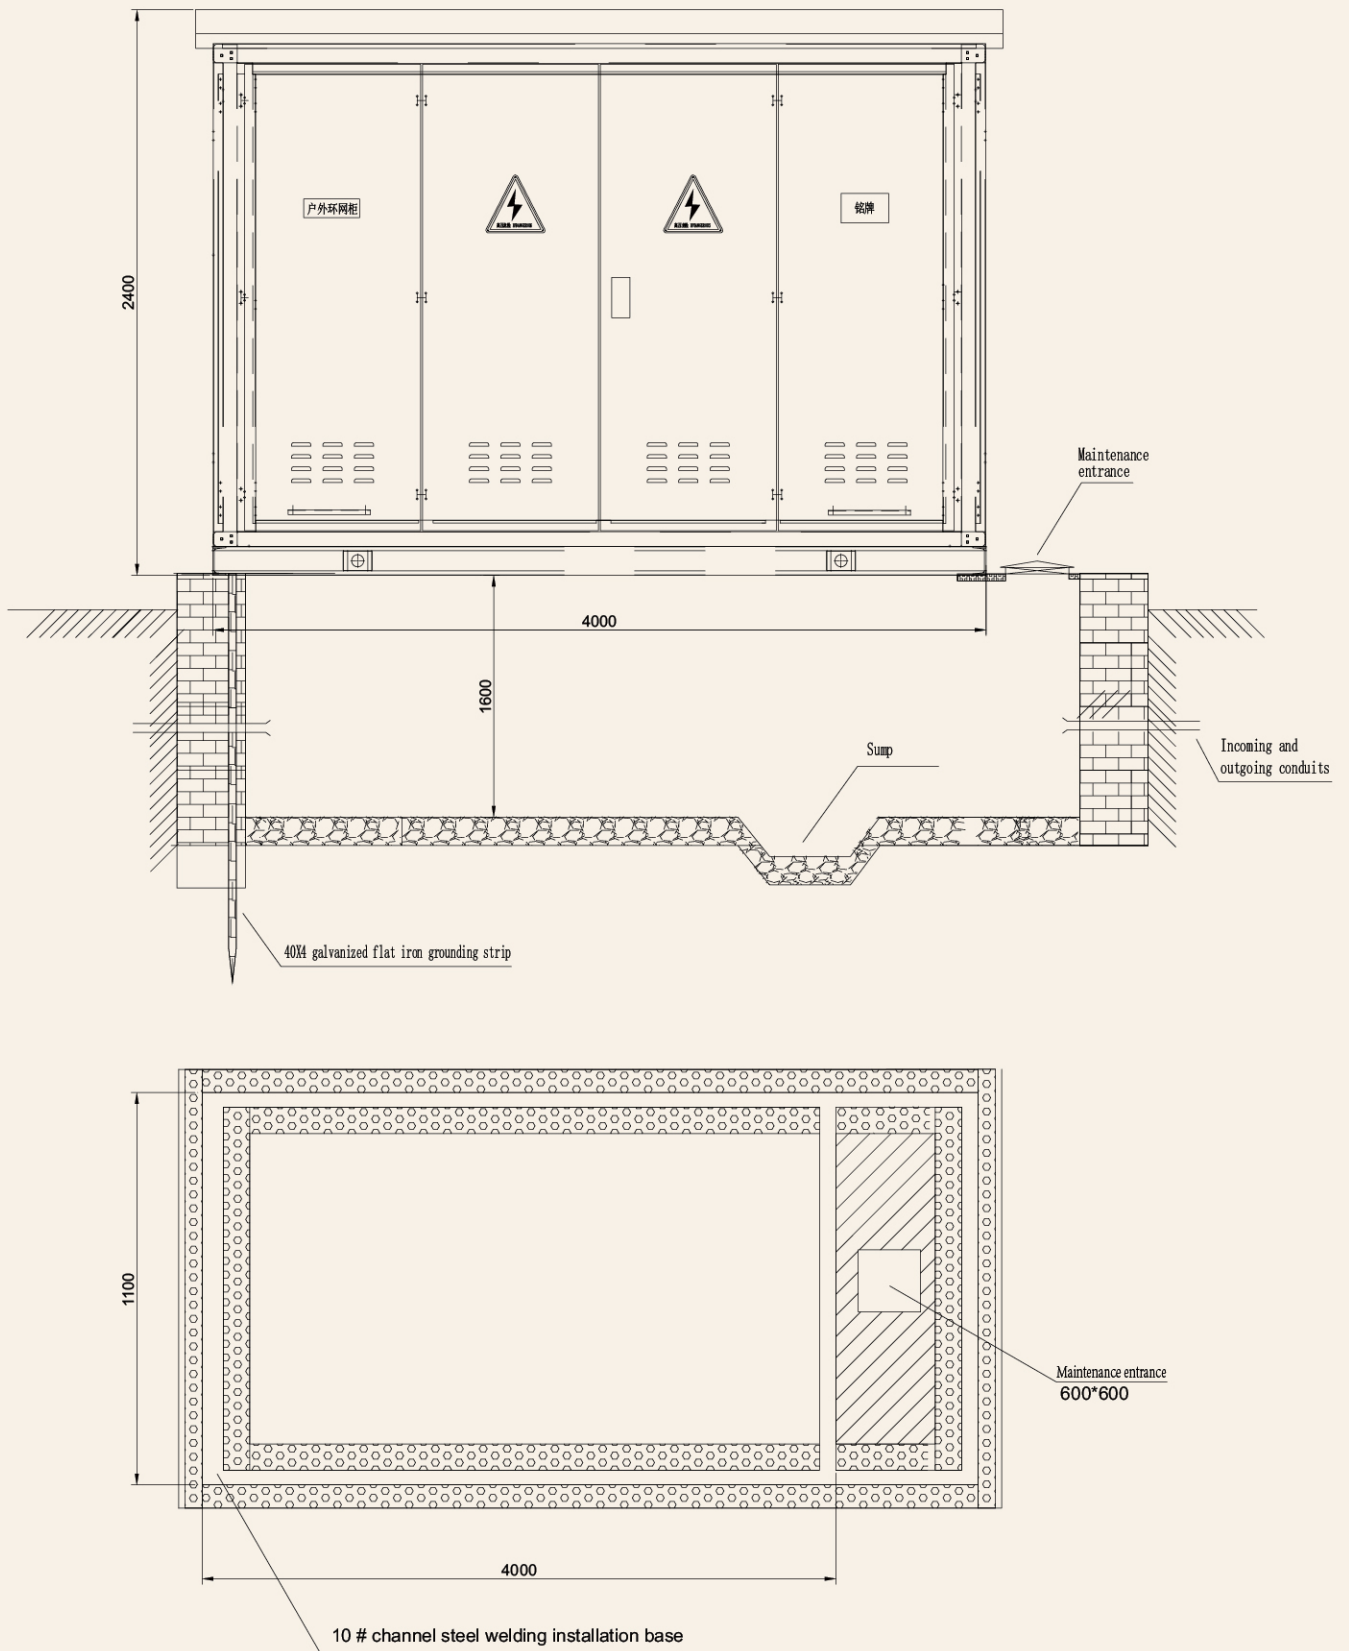 户外环网柜
铭牌
2400
Maintenance
entrance
4000
1600
Sump
Incoming and
outgoing conduits
40X4 galvanized flat iron grounding strip
1100
Maintenance entrance
600*600
4000
10 # channel steel welding installation base